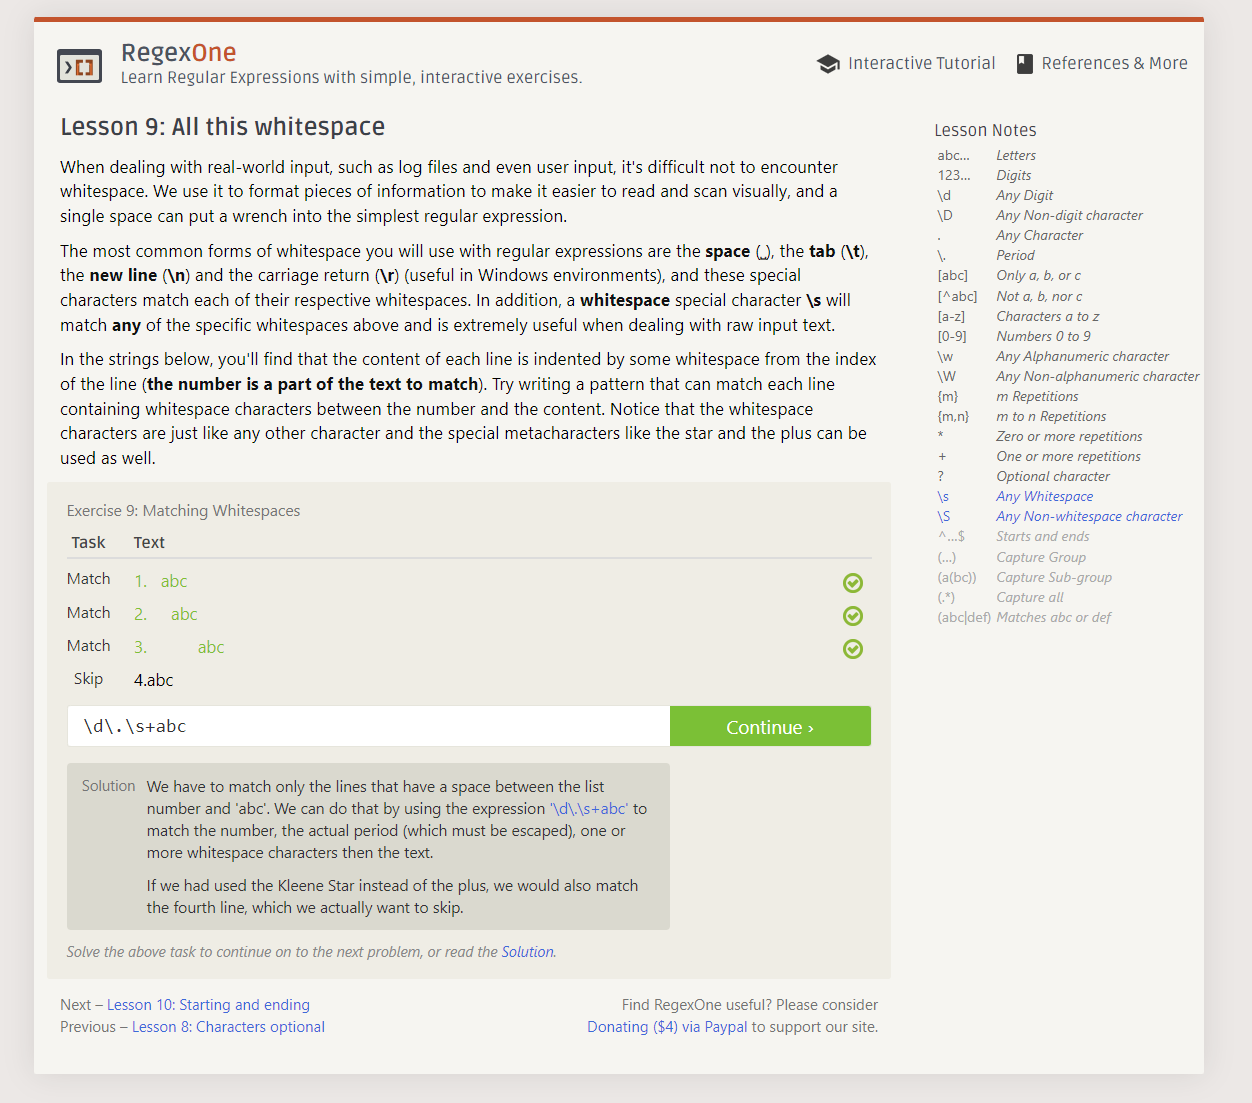 RegexOne
Learn Regular Expressions with simple, interactive exercises.
Interactive Tutorial
References & More
Lesson 9: All this whitespace
When dealing with real-world input, such as log files and even user input, it's difficult not to encounter
whitespace. We use it to format pieces of information to make it easier to read and scan visually, and a
single space can put a wrench into the simplest regular expression.
The most common forms of whitespace you will use with regular expressions are the space (␣), the tab (\t),
the new line (\n) and the carriage return (\r) (useful in Windows environments), and these special
characters match each of their respective whitespaces. In addition, a whitespace special character \s will
match any of the specific whitespaces above and is extremely useful when dealing with raw input text.
In the strings below, you'll find that the content of each line is indented by some whitespace from the index
of the line (the number is a part of the text to match). Try writing a pattern that can match each line
containing whitespace characters between the number and the content. Notice that the whitespace
characters are just like any other character and the special metacharacters like the star and the plus can be
used as well.
Exercise 9: Matching Whitespaces
Task Text
Match 1.   abc
Match 2.     abc
Match 3.           abc
Skip 4.abc
\d\.\s+abc
Continue ›
Solution We have to match only the lines that have a space between the list
number and 'abc'. We can do that by using the expression '\d\.\s+abc' to
match the number, the actual period (which must be escaped), one or
more whitespace characters then the text.
If we had used the Kleene Star instead of the plus, we would also match
the fourth line, which we actually want to skip.
Solve the above task to continue on to the next problem, or read the Solution.
Next – Lesson 10: Starting and ending
Previous – Lesson 8: Characters optional
Find RegexOne useful? Please consider
Donating ($4) via Paypal to support our site.
Lesson Notes
abc… Letters
123… Digits
\d Any Digit
\D Any Non-digit character
. Any Character
\. Period
[abc] Only a, b, or c
[^abc] Not a, b, nor c
[a-z] Characters a to z
[0-9] Numbers 0 to 9
\w Any Alphanumeric character
\W Any Non-alphanumeric character
{m} m Repetitions
{m,n} m to n Repetitions
* Zero or more repetitions
+ One or more repetitions
? Optional character
\s Any Whitespace
\S Any Non-whitespace character
^…$ Starts and ends
(…) Capture Group
(a(bc)) Capture Sub-group
(.*) Capture all
(abc|def) Matches abc or def